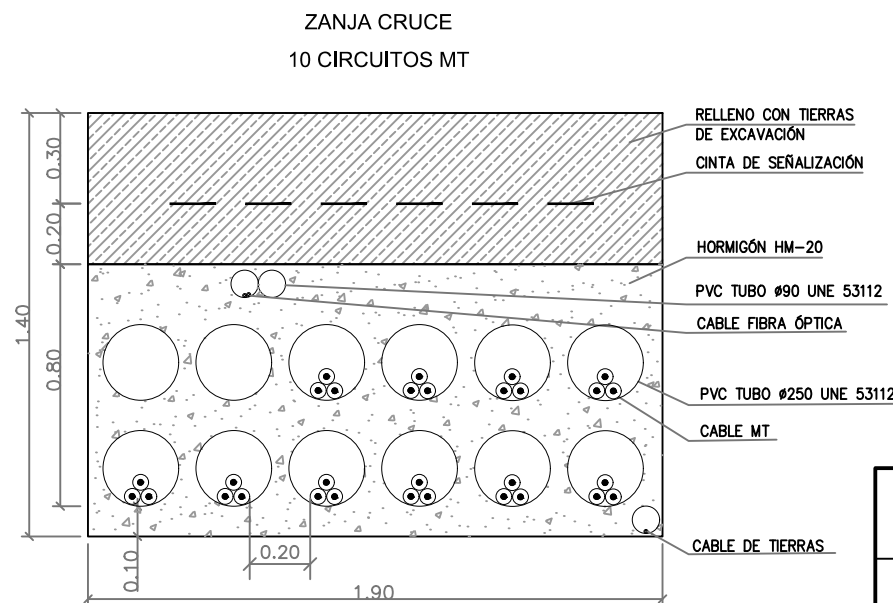 ZANJA CRUCE
10 CIRCUITOS MT
RELLENO CON TIERRAS
DE EXCAVACIÓN
CINTA DE SEÑALIZACIÓN
HORMIGÓN HM-20
PVC TUBO ø90 UNE 53112
CABLE FIBRA ÓPTICA
PVC TUBO ø250 UNE 53112
CABLE MT
CABLE DE TIERRAS
0.30
0.20
1.40
0.80
0.10
0.20
1.90